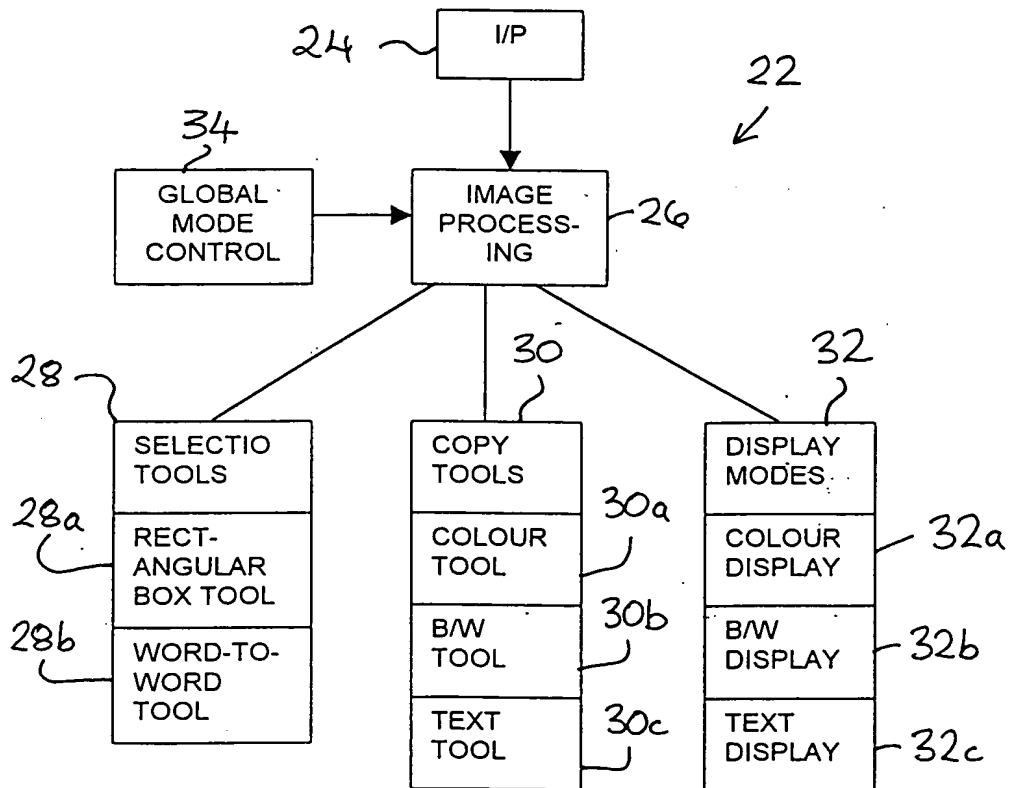 24
I/P
22
34
GLOBAL
MODE
CONTROL
IMAGE
PROCESS-
ING
26
28
SELECTIO
TOOLS
28a
RECT-
ANGULAR
BOX TOOL
28b
WORD-TO-
WORD
TOOL
30
COPY
TOOLS
30a
COLOUR
TOOL
30b
B/W
TOOL
30c
TEXT
TOOL
32
DISPLAY
MODES
32a
COLOUR
DISPLAY
32b
B/W
DISPLAY
32c
TEXT
DISPLAY